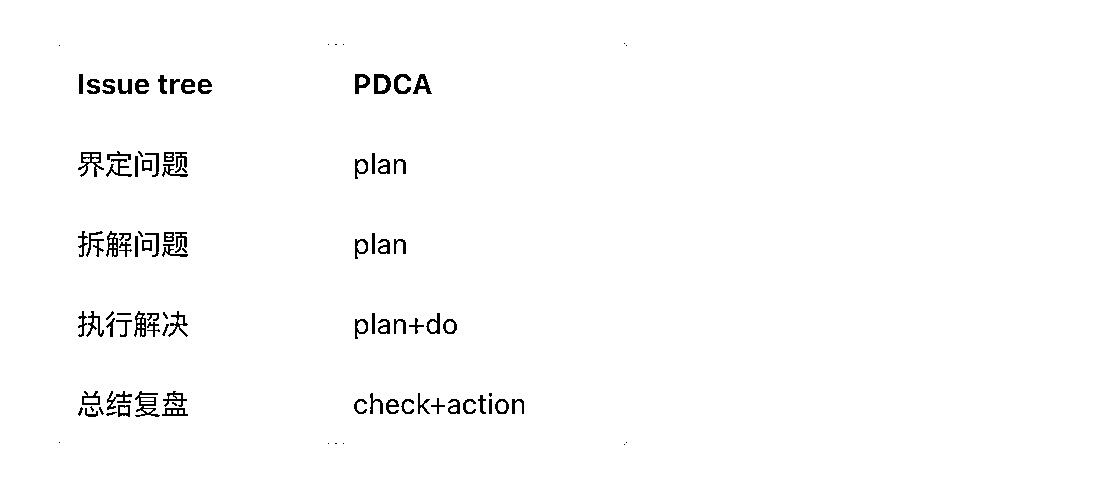 Issue tree PDCA
界定问题 plan
拆解问题 plan
执行解决 plan+do
总结复盘 check+action